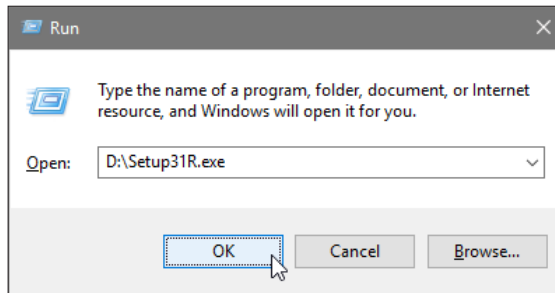 Run
Type the name of a program, folder, document, or Internet
resource, and Windows will open it for you.
Open: D:\Setup31R.exe
OK Cancel Browse...